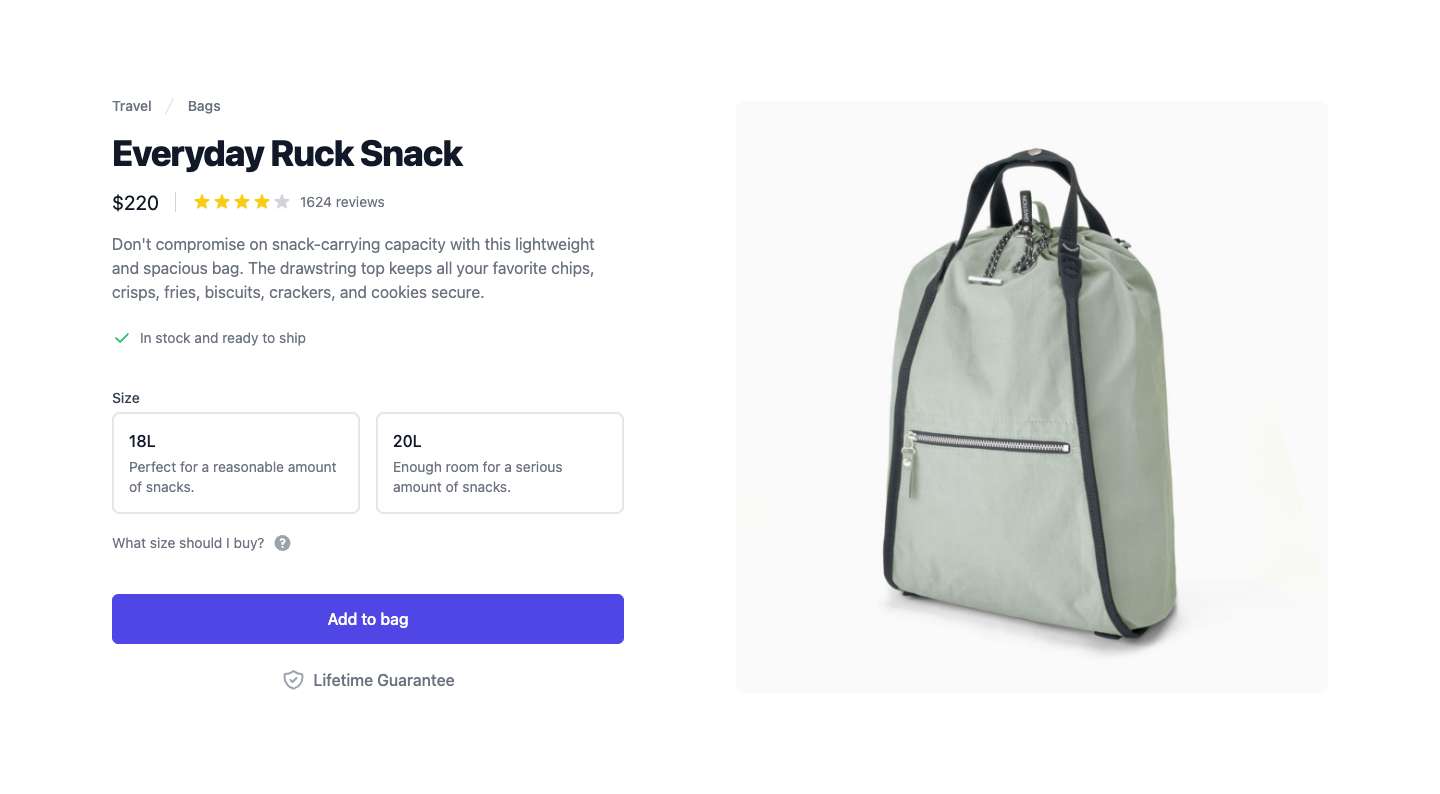 Travel / Bags
Everyday Ruck Snack
$220
1624 reviews
Don't compromise on snack-carrying capacity with this lightweight
and spacious bag. The drawstring top keeps all your favorite chips,
crisps, fries, biscuits, crackers, and cookies secure.
In stock and ready to ship
Size
18L
Perfect for a reasonable amount
of snacks.
20L
Enough room for a serious
amount of snacks.
What size should I buy? ?
Add to bag
Lifetime Guarantee